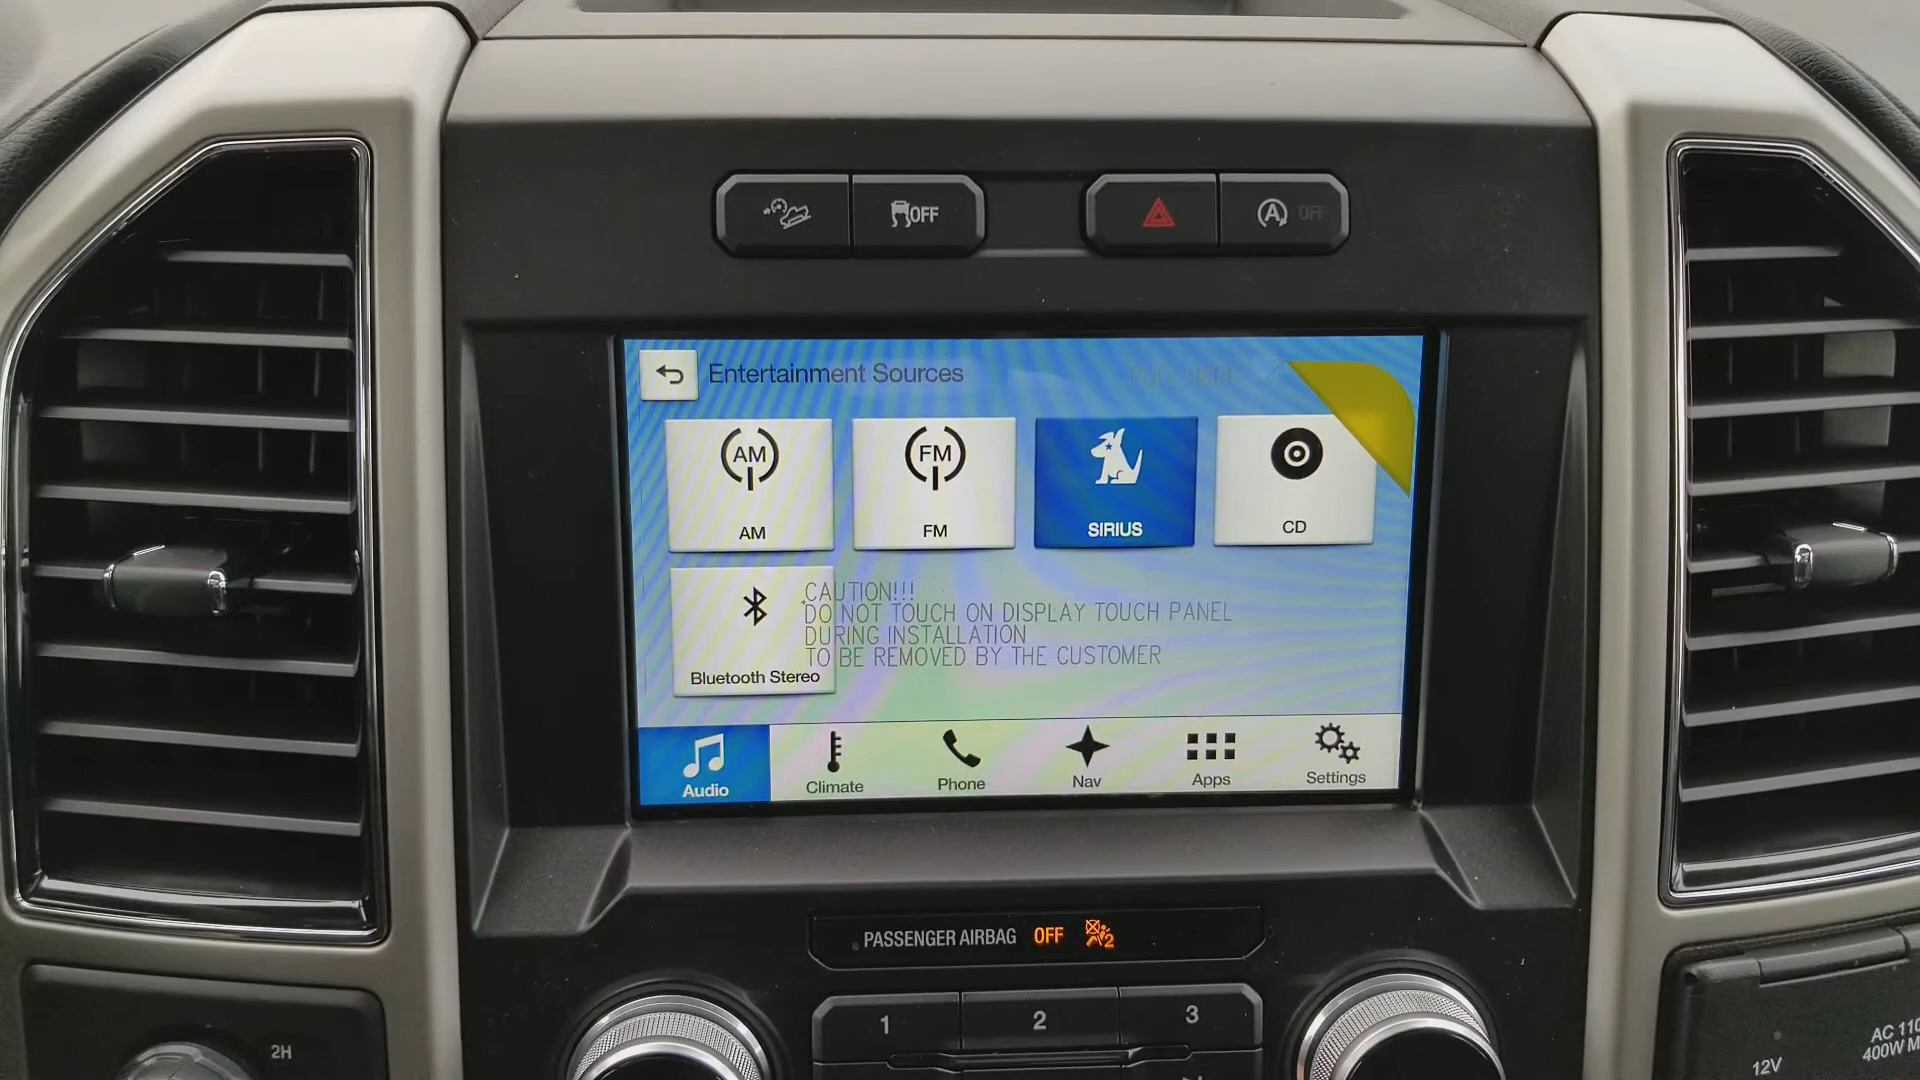 OFF
A OFF
Entertainment Sources
AM
FM
AM
FM
SIRIUS
CD
CAUTION!!!
DO NOT TOUCH ON DISPLAY TOUCH PANEL
DURING INSTALLATION
TO BE REMOVED BY THE CUSTOMER
Bluetooth Stereo
Audio
Climate
Phone
Nav
Apps
Settings
PASSENGER AIRBAG OFF 2
1
2
3
2H
12V
AC 110
400W